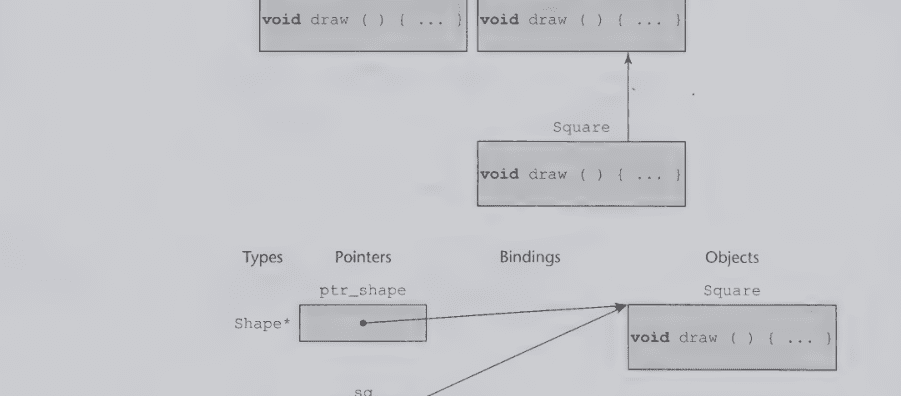 void draw ( ) { ... } void draw ( ) { ... }
Square
void draw ( ) { ... }
Types Pointers Bindings Objects
ptr_shape Square
Shape*
void draw ( ) { ... }
sq